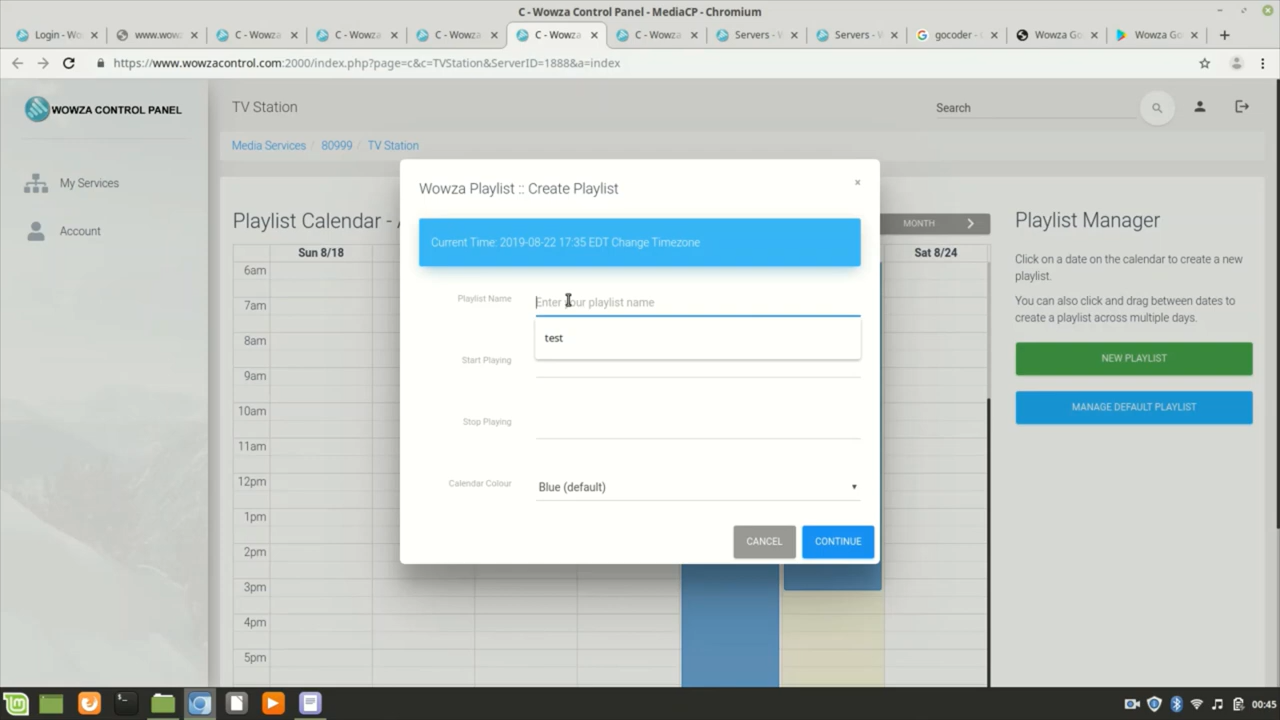 C - Wowza Control Panel - MediaCP - Chromium
Login - Wo
www.wow
C - Wowz
C - Wowz
C - Wowz
C - Wowz
C - Wowz
Servers - V
Servers - V
gocoder -
Wowza Go
Wowza Go
https://www.wowzacontrol.com:2000/index.php?page=c&c=TVStation&ServerID=1888&a=index
WOWZA CONTROL PANEL
TV Station
Search
Media Services / 80999 / TV Station
My Services
Account
Playlist Calendar -
MONTH
Sun 8/18
Sat 8/24
6am
7am
8am
9am
10am
11am
12pm
1pm
2pm
3pm
4pm
5pm
Wowza Playlist :: Create Playlist
×
Current Time: 2019-08-22 17:35 EDT Change Timezone
Playlist Name
Enter your playlist name
test
Start Playing
Stop Playing
Calendar Colour
Blue (default)
CANCEL
CONTINUE
Playlist Manager
Click on a date on the calendar to create a new
playlist.
You can also click and drag between dates to
create a playlist across multiple days.
NEW PLAYLIST
MANAGE DEFAULT PLAYLIST
00:45